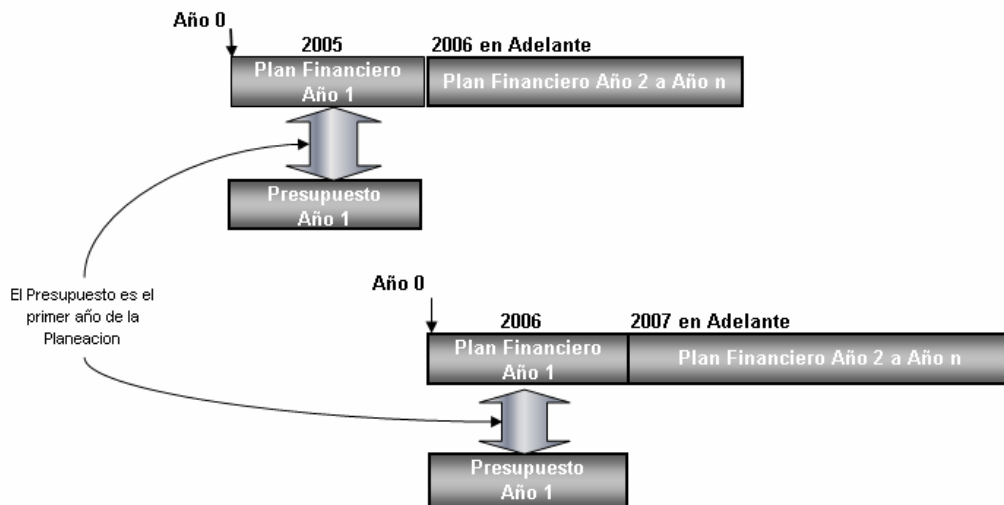 Año 0
2005
2006 en Adelante
Plan Financiero
Año 1
Plan Financiero Año 2 a Año n
Presupuesto
Año 1
El Presupuesto es el
primer año de la
Planeacion
Año 0
2006
2007 en Adelante
Plan Financiero
Año 1
Plan Financiero Año 2 a Año n
Presupuesto
Año 1